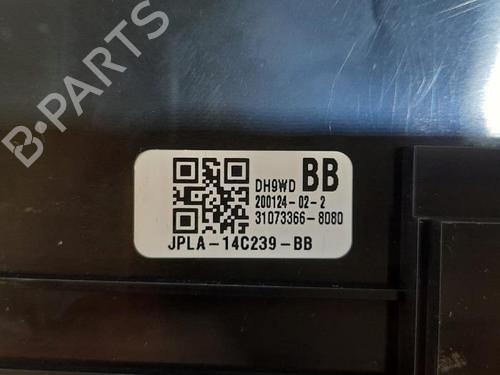 B-PARTS
DH9WD BB
200124-02-2
31073366-8080
JPLA-14C239-BB